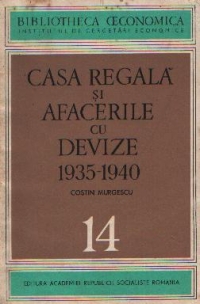 BIBLIOTHECA ŒCONOMICA
INSTITUTUL DE CERCETĂRI ECONOMICE
CASA REGALĂ
ȘI
AFACERILE
CU
DEVIZE
1935-1940
COSTIN MURGESCU
14
EDITURA ACADEMIEI REPUBLICII SOCIALISTE ROMÂNIA